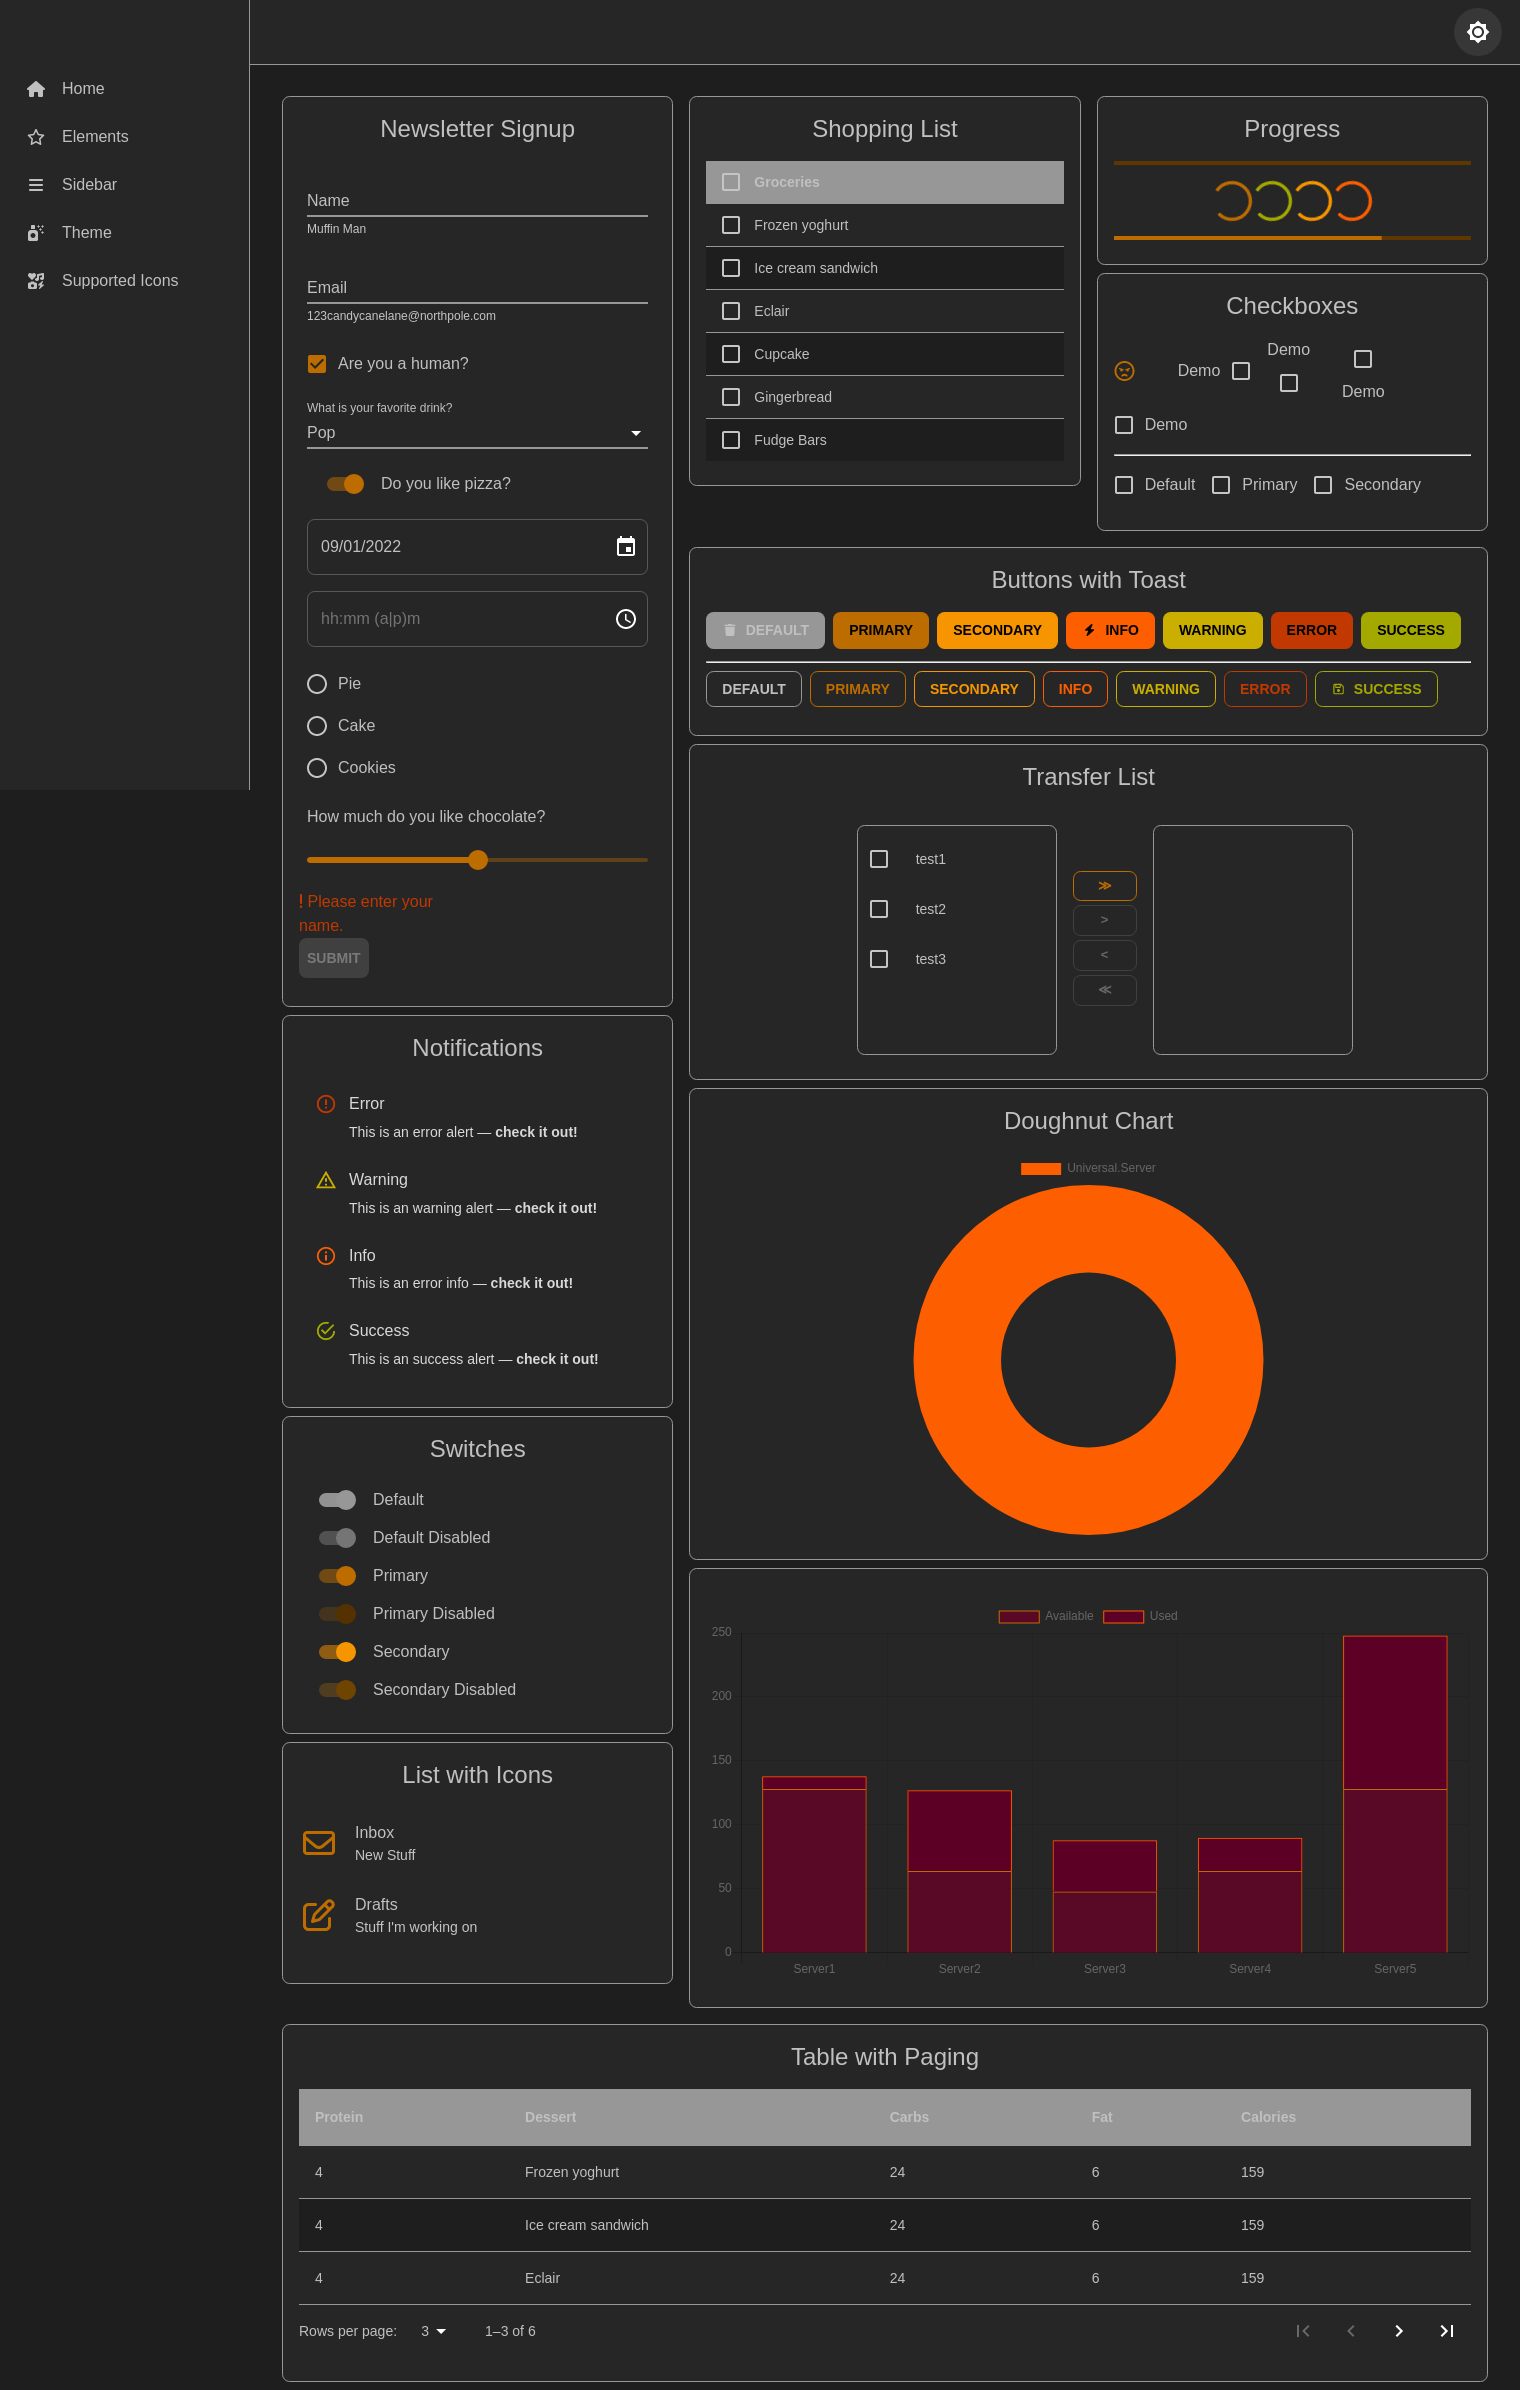 Home
Elements
Sidebar
Theme
Supported Icons
Newsletter Signup
Name
Muffin Man
Email
123candycanelane@northpole.com
Are you a human?
What is your favorite drink?
Pop
Do you like pizza?
09/01/2022
hh:mm (a|p)m
Pie
Cake
Cookies
How much do you like chocolate?
! Please enter your
name.
SUBMIT
Notifications
Error
This is an error alert — check it out!
Warning
This is an warning alert — check it out!
Info
This is an error info — check it out!
Success
This is an success alert — check it out!
Switches
Default
Default Disabled
Primary
Primary Disabled
Secondary
Secondary Disabled
List with Icons
Inbox
New Stuff
Drafts
Stuff I'm working on
Shopping List
Groceries
Frozen yoghurt
Ice cream sandwich
Eclair
Cupcake
Gingerbread
Fudge Bars
Progress
Checkboxes
Demo
Demo
Demo
Demo
Default Primary Secondary
Buttons with Toast
DEFAULT PRIMARY SECONDARY INFO WARNING ERROR SUCCESS
DEFAULT PRIMARY SECONDARY INFO WARNING ERROR SUCCESS
Transfer List
test1
test2
test3
≫
>
<
≪
Doughnut Chart
Universal.Server
Available Used
250
200
150
100
50
0
Server1 Server2 Server3 Server4 Server5
Table with Paging
Protein Dessert Carbs Fat Calories
4 Frozen yoghurt 24 6 159
4 Ice cream sandwich 24 6 159
4 Eclair 24 6 159
Rows per page: 3 1–3 of 6